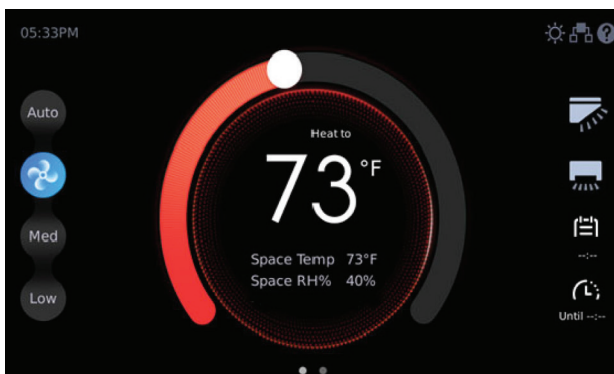 05:33PM
?
Auto
Heat to
73°F
Med
Space Temp 73°F
Space RH% 40%
--:--
Low
Until --:--